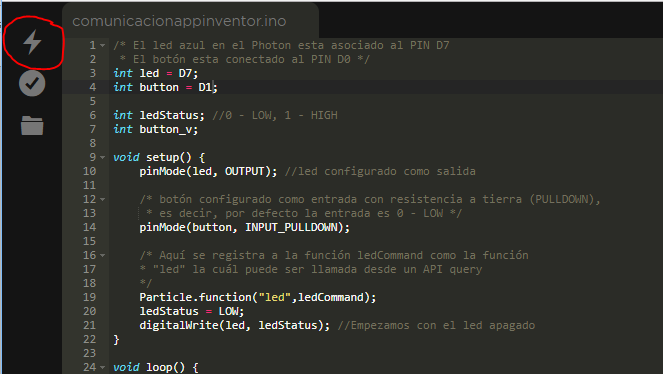 comunicacionappinventor.ino
1 /* El led azul en el Photon esta asociado al PIN D7
2 * El botón esta conectado al PIN D0 */
3 int led = D7;
4 int button = D1;
5
6 int ledStatus; //0 - LOW, 1 - HIGH
7 int button_v;
8
9 void setup() {
10 pinMode(led, OUTPUT); //led configurado como salida
11
12 /* botón configurado como entrada con resistencia a tierra (PULLDOWN),
13 * es decir, por defecto la entrada es 0 - LOW */
14 pinMode(button, INPUT_PULLDOWN);
15
16 /* Aquí se registra a la función ledCommand como la función
17 * "led" la cuál puede ser llamada desde un API query
18 */
19 Particle.function("led",ledCommand);
20 ledStatus = LOW;
21 digitalWrite(led, ledStatus); //Empezamos con el led apagado
22 }
23
24 void loop() {